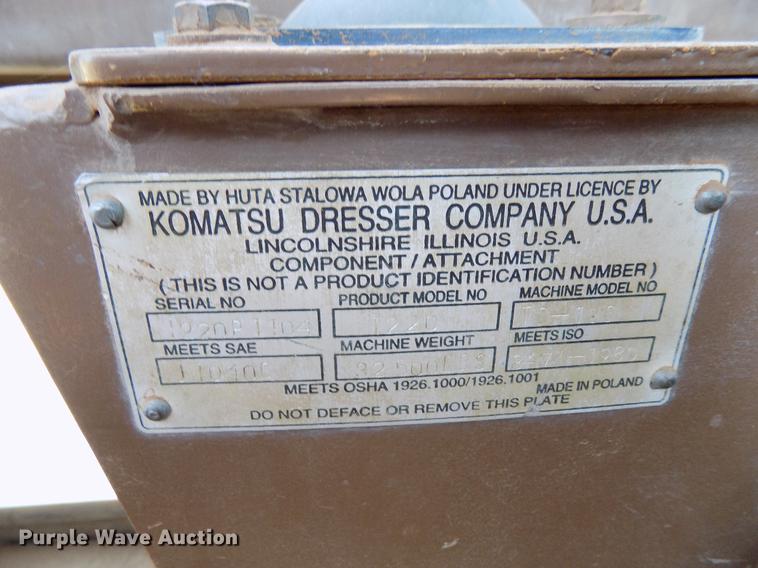 MADE BY HUTA STALOWA WOLA POLAND UNDER LICENCE BY
KOMATSU DRESSER COMPANY U.S.A.
LINCOLNSHIRE ILLINOIS U.S.A.
COMPONENT/ATTACHMENT
(THIS IS NOT A PRODUCT IDENTIFICATION NUMBER)
SERIAL NO PRODUCT MODEL NO MACHINE MODEL NO
MEETS SAE MACHINE WEIGHT MEETS ISO
MEETS OSHA 1926.1000/1926.1001 MADE IN POLAND
DO NOT DEFACE OR REMOVE THIS PLATE
Purple Wave Auction